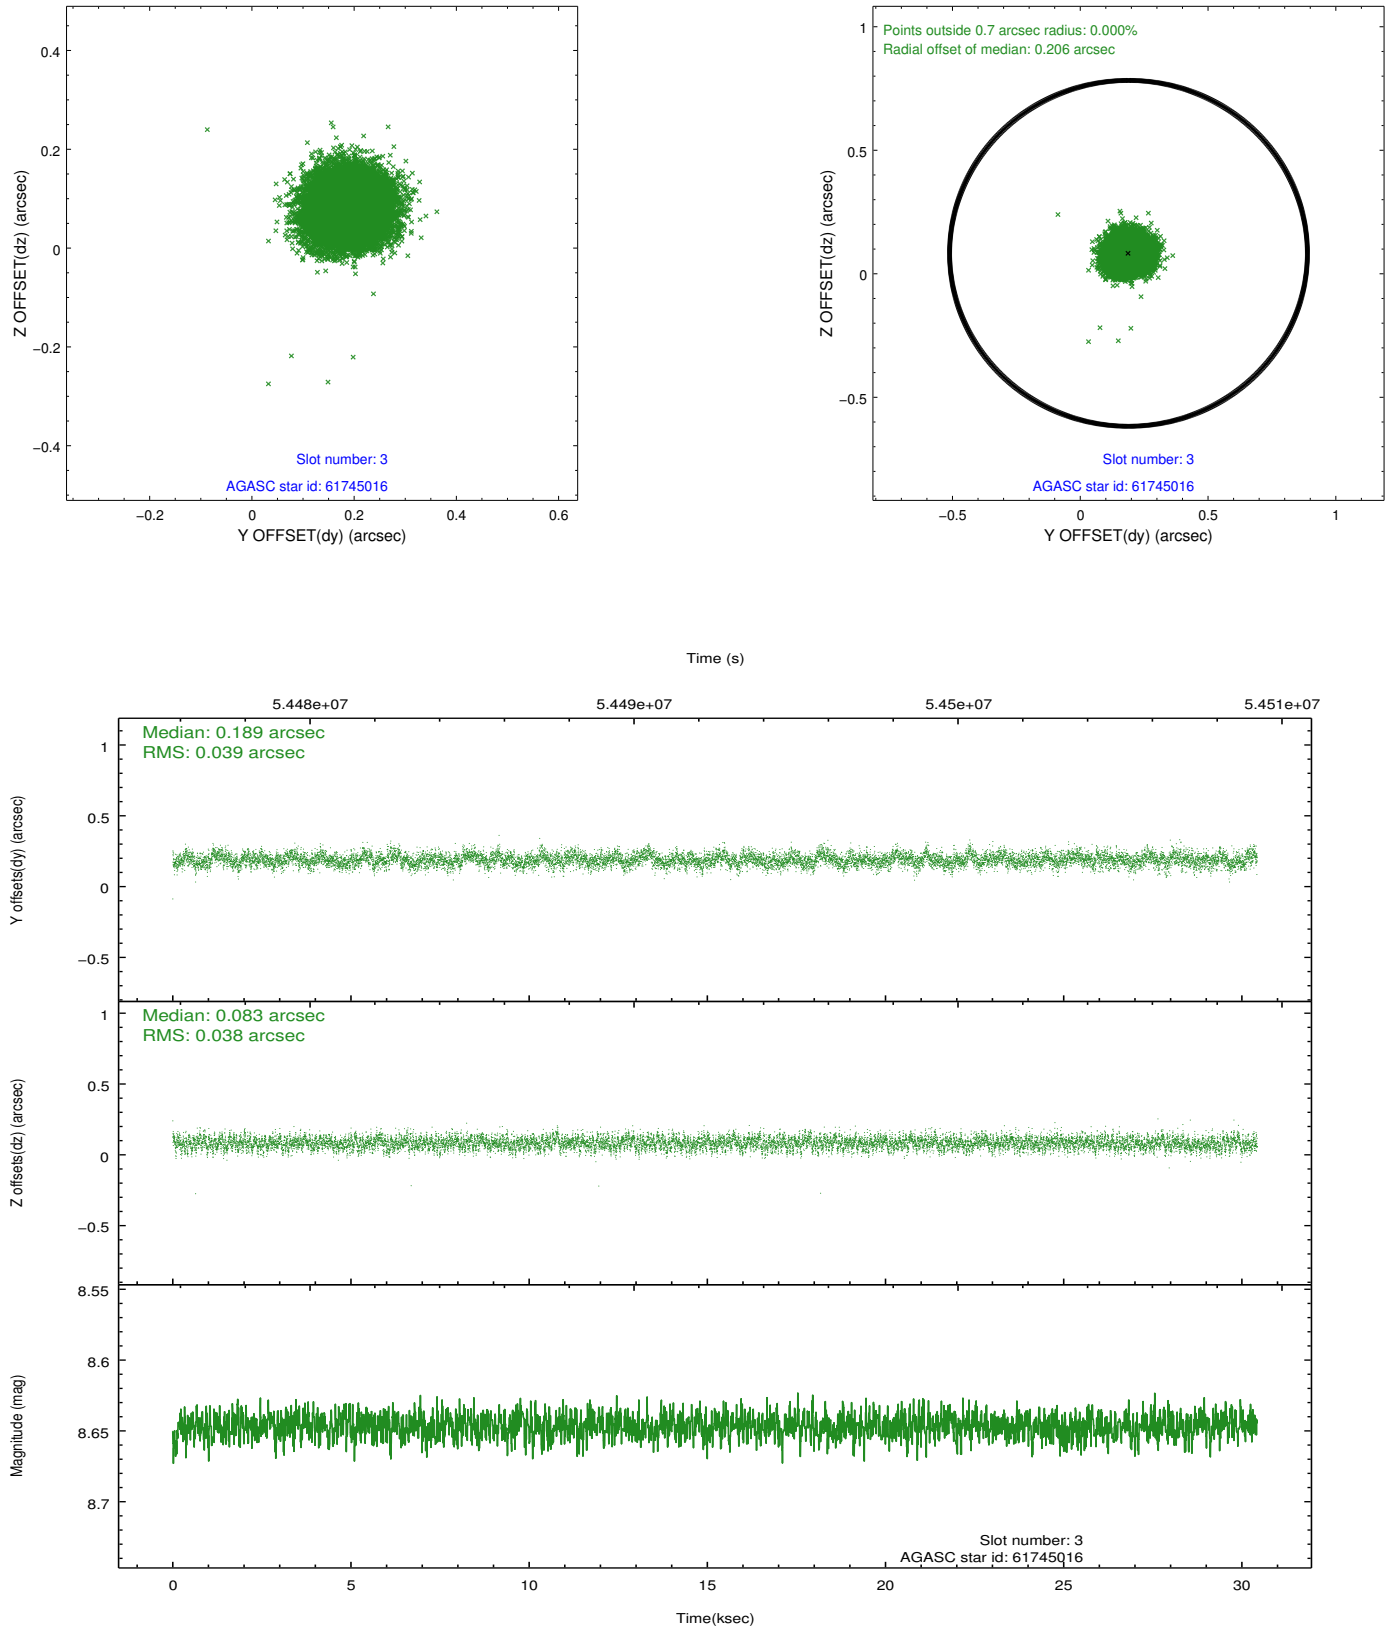 0.4
0.2
0
−0.2
−0.4
Z OFFSET(dz) (arcsec)
Slot number: 3
AGASC star id: 61745016
−0.2
0
0.2
0.4
0.6
Y OFFSET(dy) (arcsec)
Points outside 0.7 arcsec radius: 0.000%
Radial offset of median: 0.206 arcsec
1
0.5
0
−0.5
Z OFFSET(dz) (arcsec)
Slot number: 3
AGASC star id: 61745016
−0.5
0
0.5
1
Y OFFSET(dy) (arcsec)
Time (s)
5.448e+07
5.449e+07
5.45e+07
5.451e+07
Median: 0.189 arcsec
RMS: 0.039 arcsec
1
0.5
0
−0.5
Y offsets(dy) (arcsec)
Median: 0.083 arcsec
RMS: 0.038 arcsec
1
0.5
0
−0.5
Z offsets(dz) (arcsec)
8.55
8.6
8.65
8.7
Magnitude (mag)
Slot number: 3
AGASC star id: 61745016
0
5
10
15
20
25
30
Time(ksec)